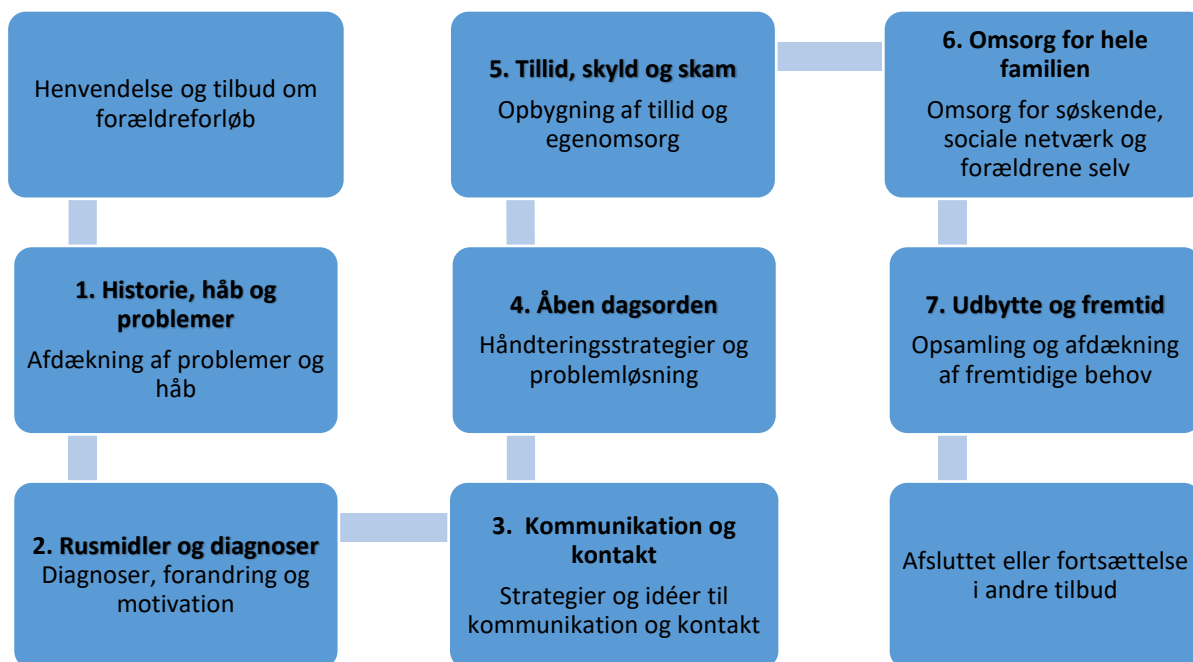 Henvendelse og tilbud om
forældreforløb
1. Historie, håb og
problemer
Afdækning af problemer og
håb
2. Rusmidler og diagnoser
Diagnoser, forandring og
motivation
3.  Kommunikation og
kontakt
Strategier og idéer til
kommunikation og kontakt
4. Åben dagsorden
Håndteringsstrategier og
problemløsning
5. Tillid, skyld og skam
Opbygning af tillid og
egenomsorg
6. Omsorg for hele
familien
Omsorg for søskende,
sociale netværk og
forældrene selv
7. Udbytte og fremtid
Opsamling og afdækning
af fremtidige behov
Afsluttet eller fortsættelse
i andre tilbud